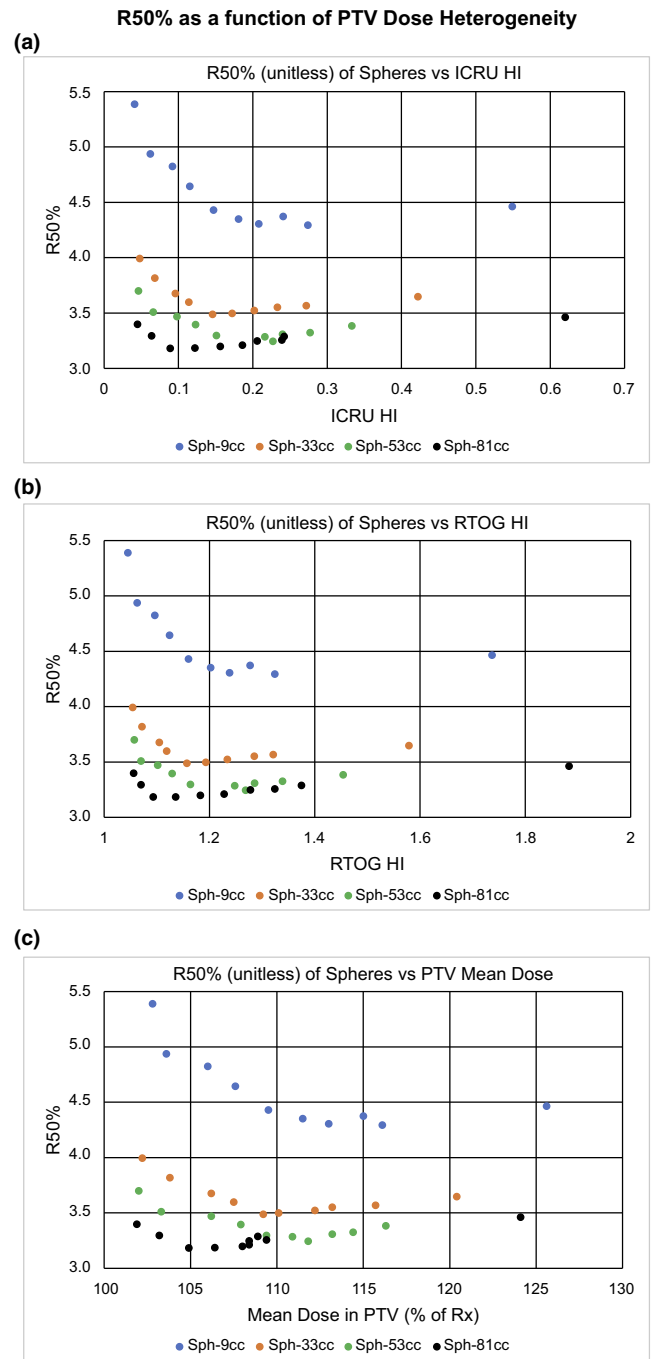 R50% as a function of PTV Dose Heterogeneity
(a)
R50% (unitless) of Spheres vs ICRU HI
5.5
5.0
4.5
4.0
3.5
3.0
R50%
0 0.1 0.2 0.3 0.4 0.5 0.6 0.7
ICRU HI
Sph-9cc Sph-33cc Sph-53cc Sph-81cc
(b)
R50% (unitless) of Spheres vs RTOG HI
5.5
5.0
4.5
4.0
3.5
3.0
R50%
1 1.2 1.4 1.6 1.8 2
RTOG HI
Sph-9cc Sph-33cc Sph-53cc Sph-81cc
(c)
R50% (unitless) of Spheres vs PTV Mean Dose
5.5
5.0
4.5
4.0
3.5
3.0
R50%
100 105 110 115 120 125 130
Mean Dose in PTV (% of Rx)
Sph-9cc Sph-33cc Sph-53cc Sph-81cc